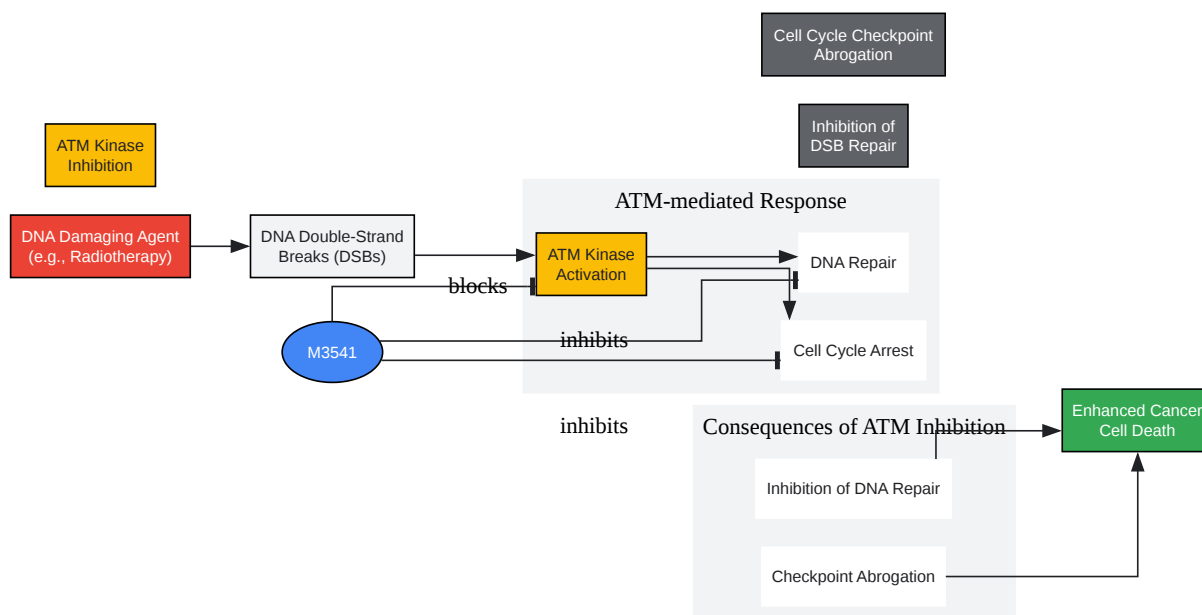 Cell Cycle Checkpoint
Abrogation
Inhibition of
DSB Repair
ATM Kinase
Inhibition
ATM-mediated Response
DNA Damaging Agent
(e.g., Radiotherapy)
DNA Double-Strand
Breaks (DSBs)
ATM Kinase
Activation
DNA Repair
blocks
inhibits
M3541
Cell Cycle Arrest
inhibits
Consequences of ATM Inhibition
Enhanced Cancer
Cell Death
Inhibition of DNA Repair
Checkpoint Abrogation